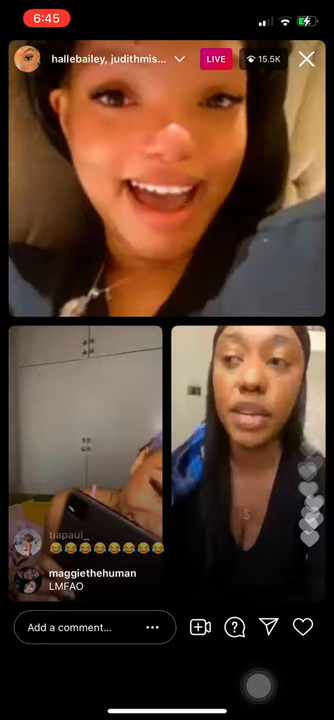 6:45
hallebailey, judithmis...
LIVE
15.5K
S
tiapaul_
😂😂😂😂😂😂😂😂😂
maggiethehuman
LMFAO
Add a comment...